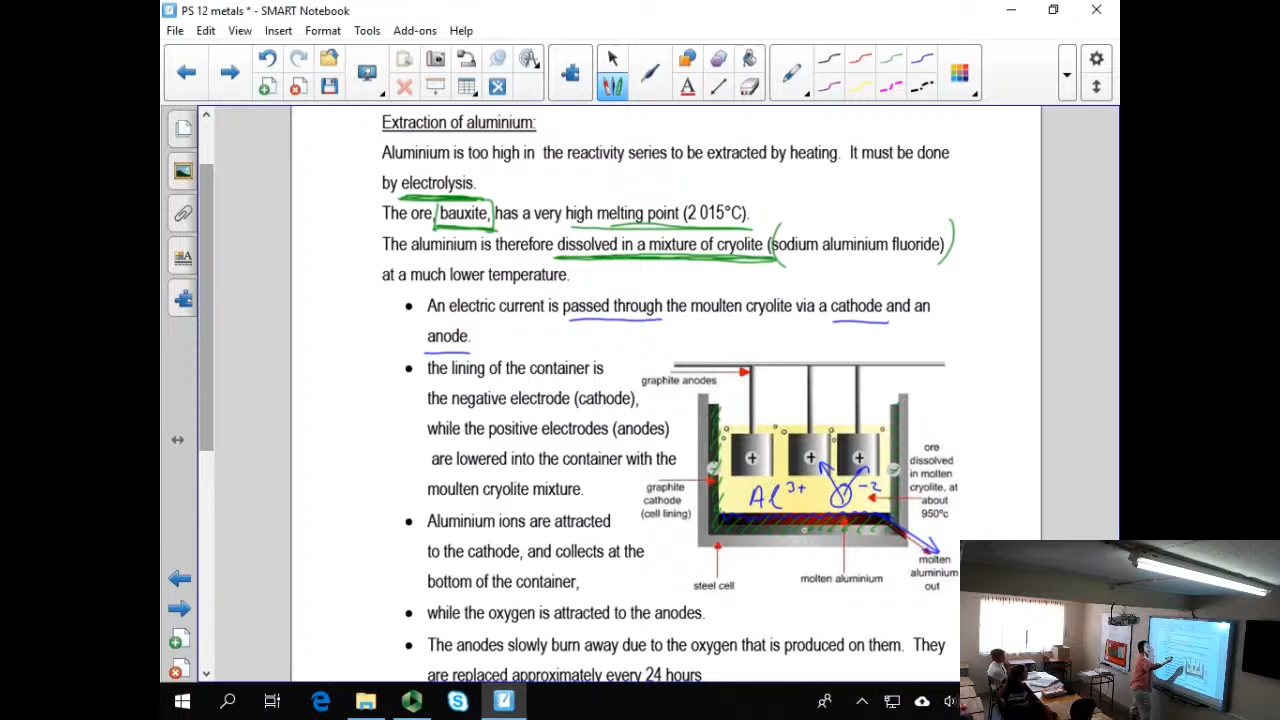 PS 12 metals * - SMART Notebook
File Edit View Insert Format Tools Add-ons Help
Extraction of aluminium:
Aluminium is too high in the reactivity series to be extracted by heating. It must be done
by electrolysis.
The ore, bauxite, has a very high melting point (2 015°C).
The aluminium is therefore dissolved in a mixture of cryolite (sodium aluminium fluoride)
at a much lower temperature.
An electric current is passed through the moulten cryolite via a cathode and an
anode.
the lining of the container is
the negative electrode (cathode),
while the positive electrodes (anodes)
are lowered into the container with the
moulten cryolite mixture.
Aluminium ions are attracted
to the cathode, and collects at the
bottom of the container,
while the oxygen is attracted to the anodes.
The anodes slowly burn away due to the oxygen that is produced on them. They
are replaced approximately every 24 hours
graphite anodes
+ + +
Al 3+ O -2
graphite
cathode
(cell lining)
ore
dissolved
in molten
cryolite, at
about
950ºc
steel cell
molten aluminium
molten
aluminium
out